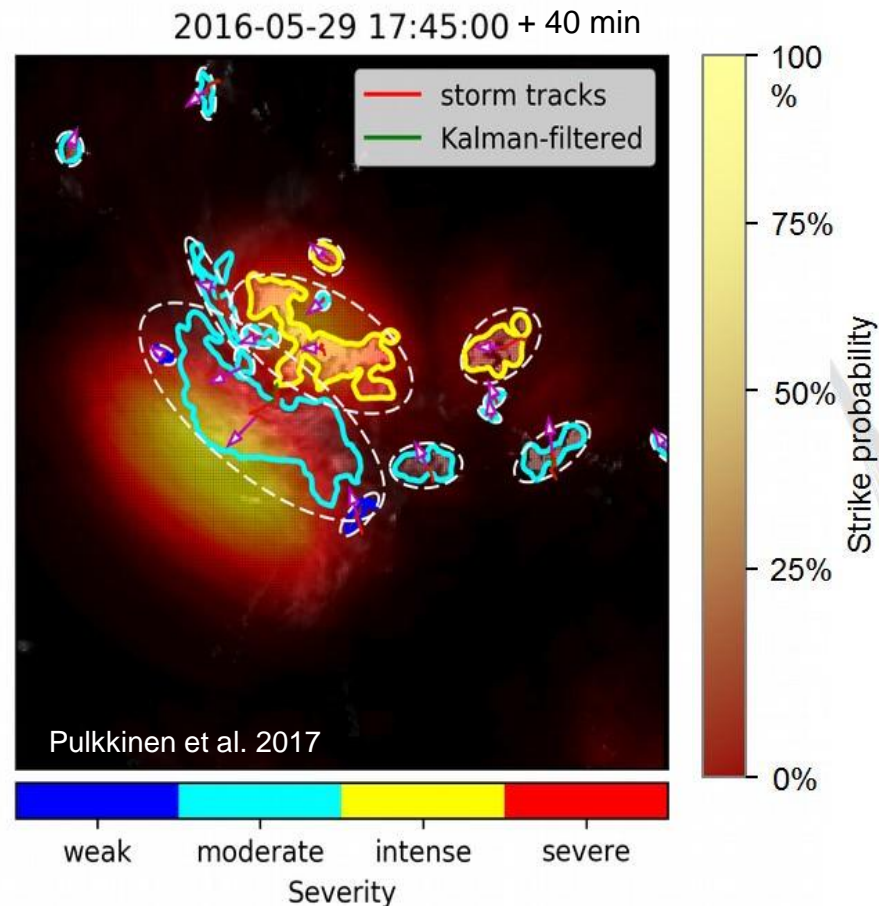 2016-05-29 17:45:00 + 40 min
storm tracks
Kalman-filtered
100
%
75%
50%
25%
0%
Strike probability
Pulkkinen et al. 2017
weak moderate intense severe
Severity